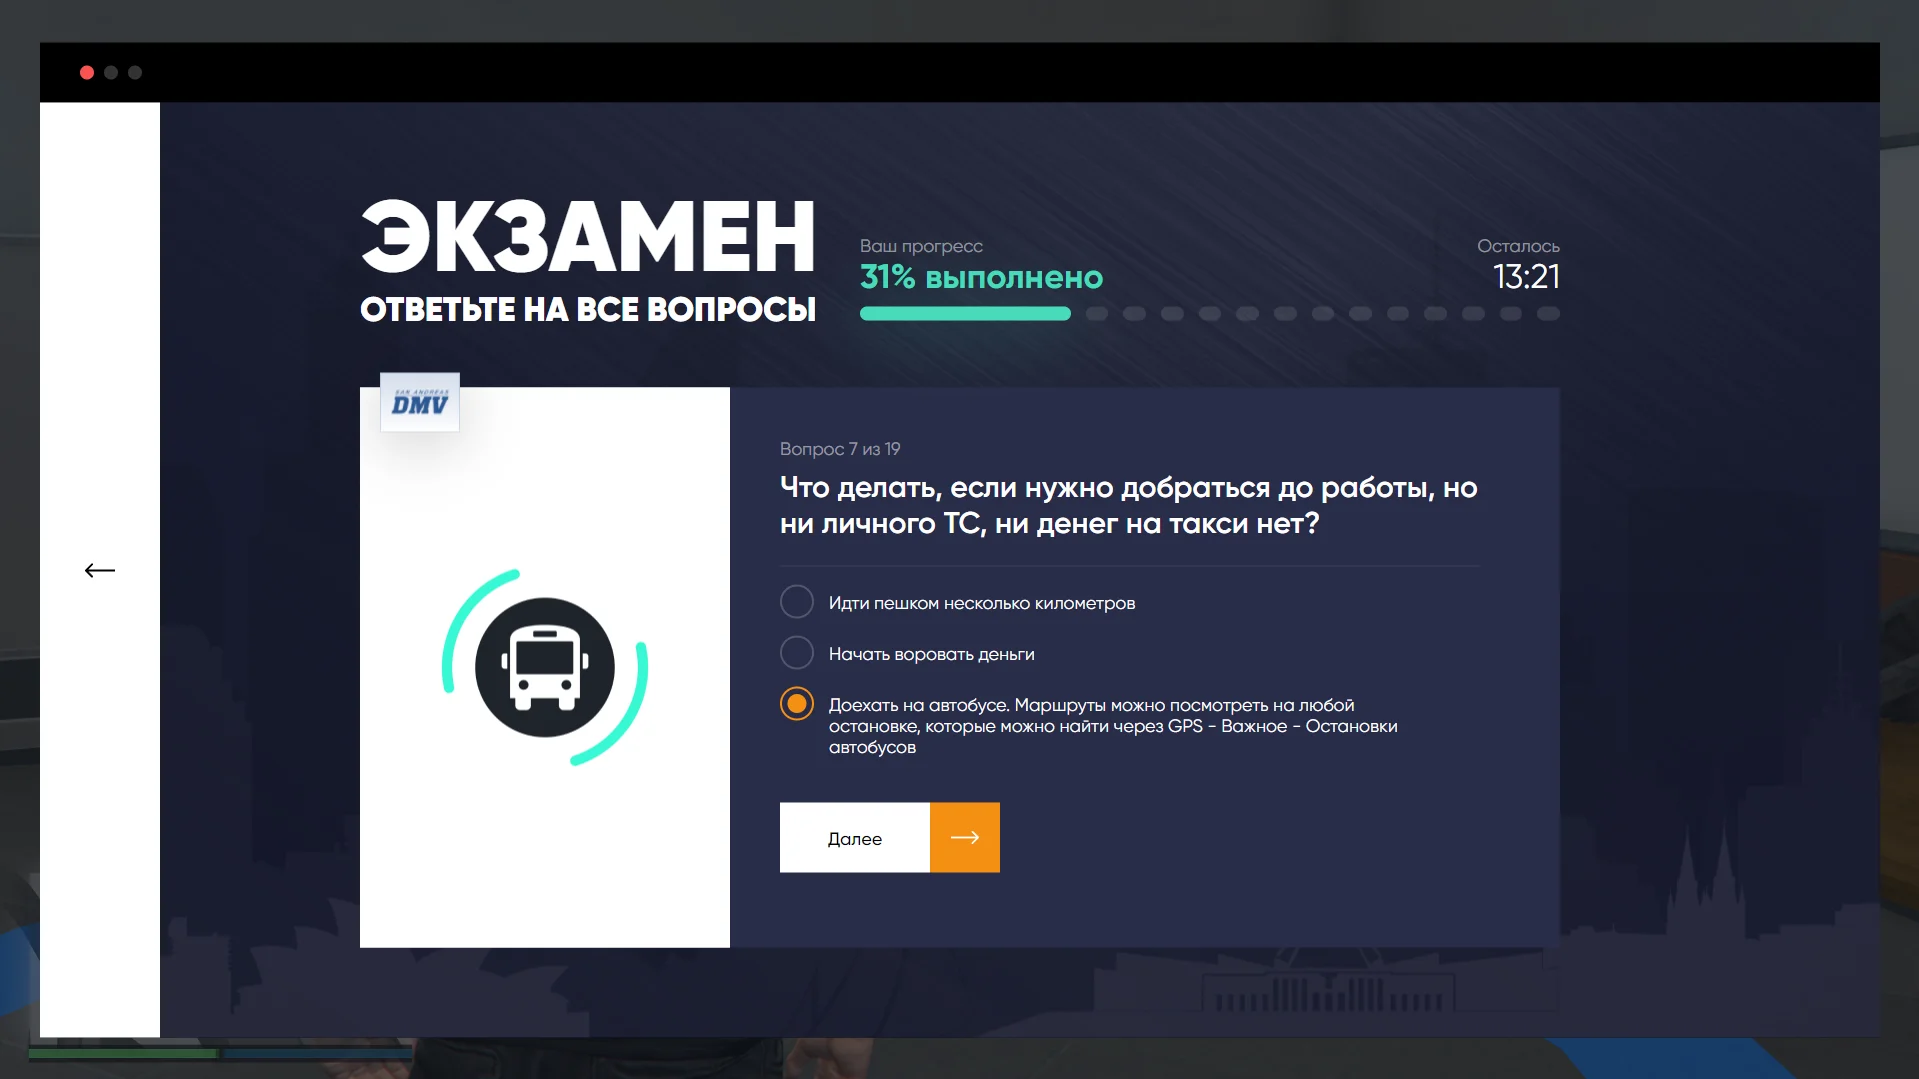 ЭКЗАМЕН
ОТВЕТЬТЕ НА ВСЕ ВОПРОСЫ
Ваш прогресс
31% выполнено
Осталось
13:21
SAN ANDREAS
DMV
Вопрос 7 из 19
Что делать, если нужно добраться до работы, но
ни личного ТС, ни денег на такси нет?
Идти пешком несколько километров
Начать воровать деньги
Доехать на автобусе. Маршруты можно посмотреть на любой
остановке, которые можно найти через GPS - Важное - Остановки
автобусов
Далее